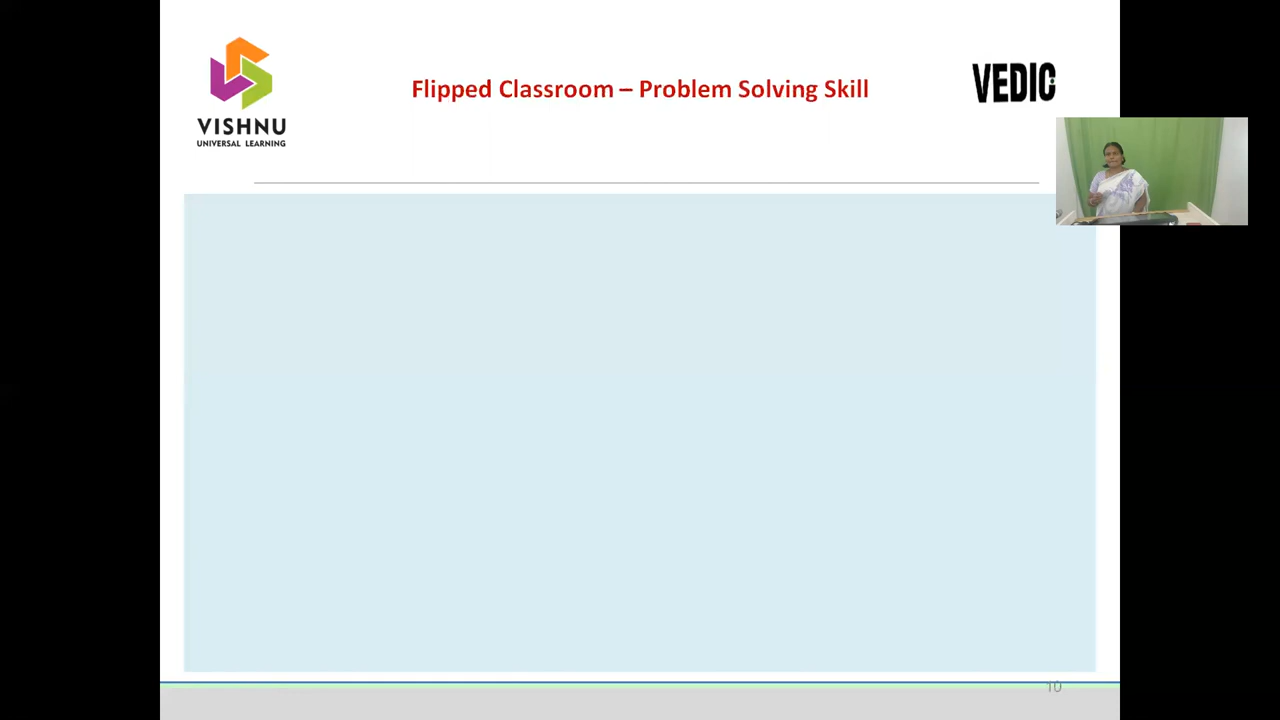 VISHNU
UNIVERSAL LEARNING
Flipped Classroom – Problem Solving Skill
VEDIC
10